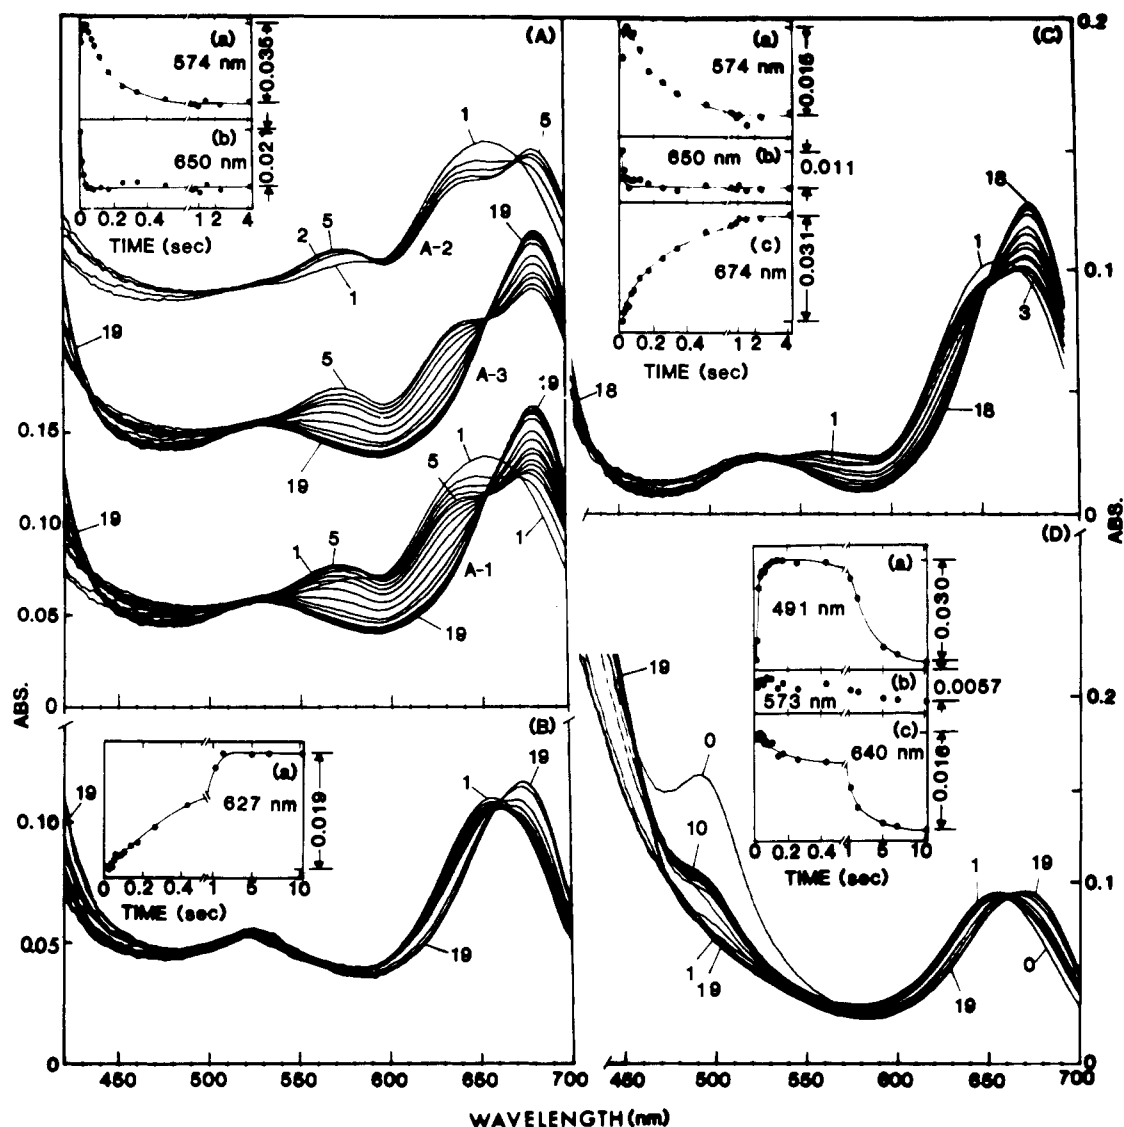 (A)
(a)
574 nm
0.035
(b)
650 nm
0.021
0 0.2 0.4 1 2 4
TIME (sec)
1
5
2 5
A-2
1
19
19
5
A-3
19
19
1
5
19
1 5
1
A-1
19
0.15
0.10
0.05
0
ABS.
(B)
(a)
627 nm
0.019
0 0.2 0.4 1 5 10
TIME (sec)
19
1
19
19
0.10
0.05
0
450 500 550 600 650 700
(C)
0.2
(a)
574 nm
0.015
650 nm (b)
0.011
(c)
674 nm
0.031
0 0.2 0.4 1 2 4
TIME (sec)
18
1
3
18
1
18
0.1
0
ABS.
(D)
(a)
491 nm
0.030
(b)
573 nm
0.0057
(c)
640 nm
0.016
0 0.2 0.4 1 5 10
TIME (sec)
19
0
10
1
19
1 19
0
19
0.2
0.1
0
450 500 550 600 650 700
WAVELENGTH (nm)